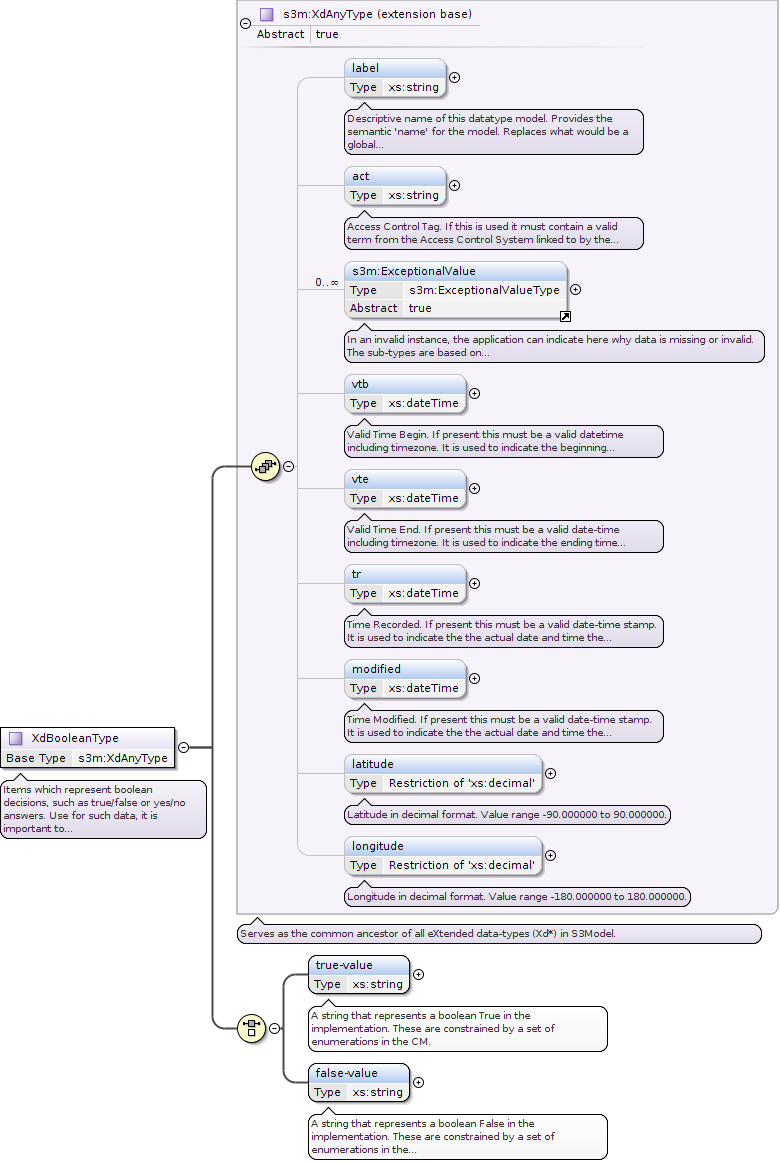 s3m:XdAnyType (extension base)
Abstract true
label
Type xs:string
Descriptive name of this datatype model. Provides the
semantic 'name' for the model. Replaces what would be a
global...
act
Type xs:string
Access Control Tag. If this is used it must contain a valid
term from the Access Control System linked to by the...
0..∞
s3m:ExceptionalValue
Type s3m:ExceptionalValueType
Abstract true
In an invalid instance, the application can indicate here why data is missing or invalid.
The sub-types are based on...
vtb
Type xs:dateTime
Valid Time Begin. If present this must be a valid datetime
including timezone. It is used to indicate the beginning...
vte
Type xs:dateTime
Valid Time End. If present this must be a valid date-time
including timezone. It is used to indicate the ending time...
tr
Type xs:dateTime
Time Recorded. If present this must be a valid date-time stamp.
It is used to indicate the the actual date and time the...
modified
Type xs:dateTime
Time Modified. If present this must be a valid date-time stamp.
It is used to indicate the the actual date and time the...
XdBooleanType
Base Type s3m:XdAnyType
Items which represent boolean
decisions, such as true/false or yes/no
answers. Use for such data, it is
important to...
latitude
Type Restriction of 'xs:decimal'
Latitude in decimal format. Value range -90.000000 to 90.000000.
longitude
Type Restriction of 'xs:decimal'
Longitude in decimal format. Value range -180.000000 to 180.000000.
Serves as the common ancestor of all eXtended data-types (Xd*) in S3Model.
true-value
Type xs:string
A string that represents a boolean True in the
implementation. These are constrained by a set of
enumerations in the CM.
false-value
Type xs:string
A string that represents a boolean False in the
implementation. These are constrained by a set of
enumerations in the...